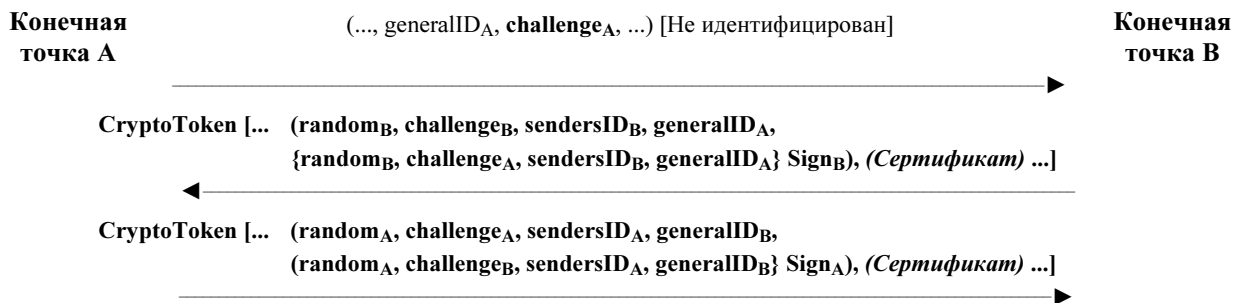 Конечная точка А
(..., generalIDA, challengeA, ...) [Не идентифицирован]
Конечная точка В
CryptoToken [... (randomB, challengeB, sendersIDB, generalIDA,
{randomB, challengeA, sendersIDB, generalIDA} SignB), (Сертификат) ...]
CryptoToken [... (randomA, challengeA, sendersIDA, generalIDB,
(randomA, challengeB, sendersIDA, generalIDB} SignA), (Сертификат) ...]